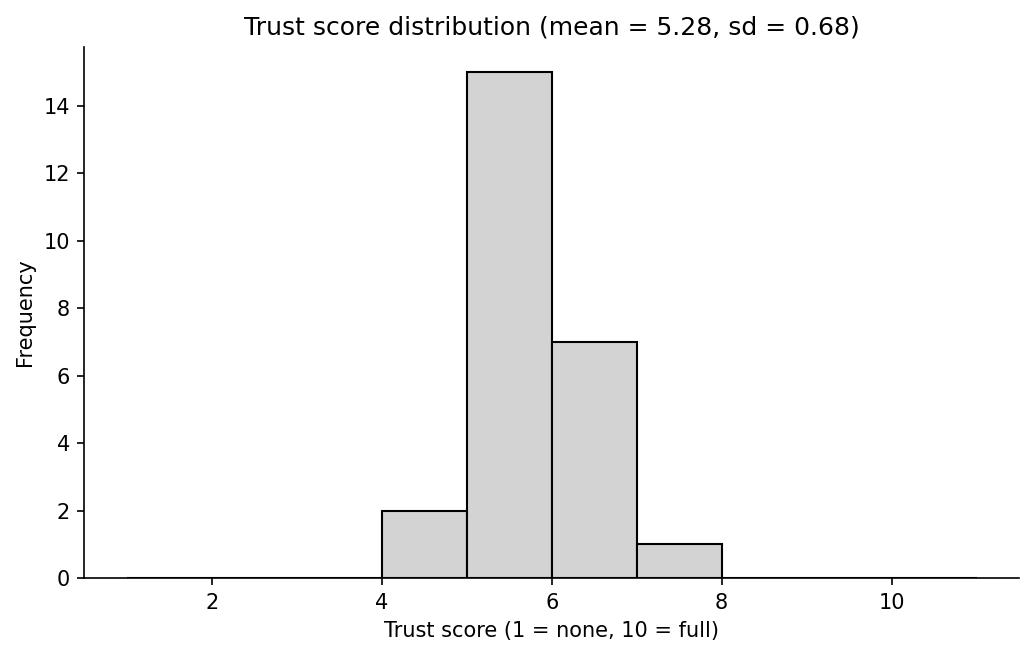 Trust score distribution (mean = 5.28, sd = 0.68)
Frequency
14
12
10
8
6
4
2
0
2 4 6 8 10
Trust score (1 = none, 10 = full)